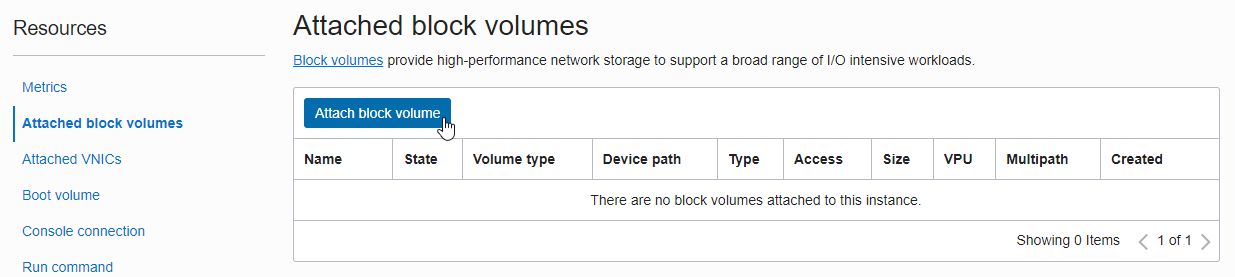 Resources
Metrics
Attached block volumes
Attached VNICs
Boot volume
Console connection
Run command
Attached block volumes
Block volumes provide high-performance network storage to support a broad range of I/O intensive workloads.
Attach block volume
Name State Volume type Device path Type Access Size VPU Multipath Created
There are no block volumes attached to this instance.
Showing 0 Items 1 of 1